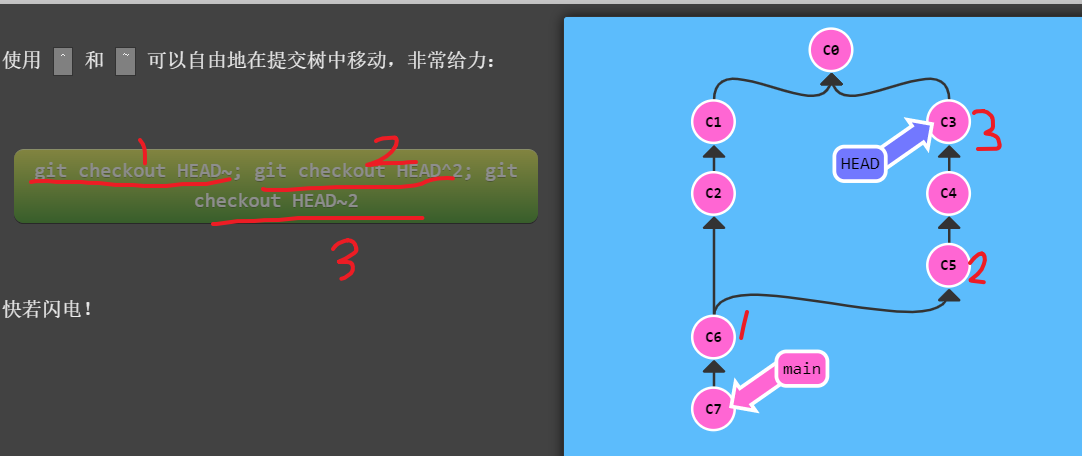 使用 ^ 和 ~ 可以自由地在提交树中移动，非常给力：
1 2
git checkout HEAD~; git checkout HEAD^2; git
checkout HEAD~2
3
快若闪电！
C0
C1
C3 3
HEAD
C2
C4
C5 2
C6 1
main
C7